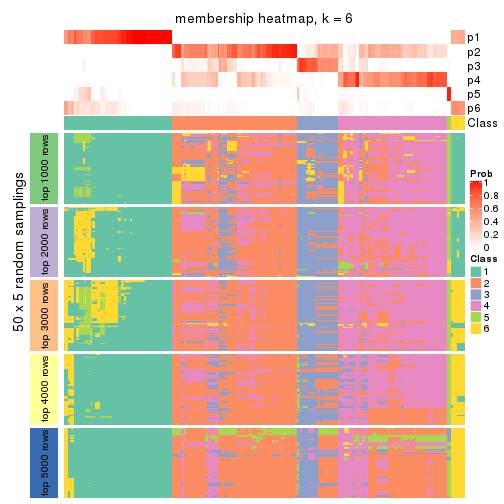 membership heatmap, k = 6
p1
p2
p3
p4
p5
p6
Class
50 x 5 random samplings
top 1000 rows
top 2000 rows
top 3000 rows
top 4000 rows
top 5000 rows
Prob
1
0.8
0.6
0.4
0.2
0
Class
1
2
3
4
5
6